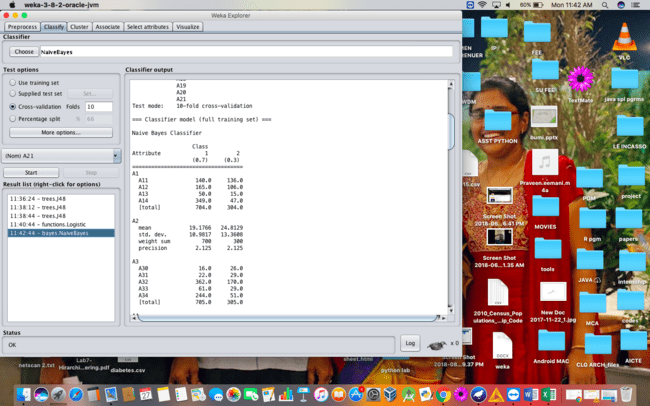 weka-3-8-2-oracle-jvm
60%
Mon 11:42 AM
Weka Explorer
Preprocess
Classify
Cluster
Associate
Select attributes
Visualize
Classifier
Choose
NaiveBayes
Test options
Use training set
Supplied test set
Set...
Cross-validation
Folds
10
Percentage split
%
66
More options...
(Nom) A21
Start
Stop
Result list (right-click for options)
11:36:24 - trees.J48
11:38:12 - trees.J48
11:38:44 - trees.J48
11:40:44 - functions.Logistic
11:42:44 - bayes.NaiveBayes
Classifier output
A19
A20
A21
Test mode: 10-fold cross-validation
=== Classifier model (full training set) ===
Naive Bayes Classifier
Class
Attribute 1 2
(0.7) (0.3)
A1
A11 140.0 136.0
A12 165.0 106.0
A13 50.0 15.0
A14 349.0 47.0
[total] 704.0 304.0
A2
mean 19.1766 24.8129
std. dev. 10.9817 13.3608
weight sum 700 300
precision 2.125 2.125
A3
A30 16.0 26.0
A31 22.0 29.0
A32 362.0 170.0
A33 61.0 29.0
A34 244.0 51.0
[total] 705.0 305.0
Status
OK
Log
x 0
IP
FEE
VLC
SU FEE
TestMate
java spl pgrms
ASST PYTHON
bumi.pptx
LE INCASSO
Praveen.eemani.m
4a
POM
project
Screen Shot
2018-06...6.41 PM
MOVIES
R pgm
papers
Screen Shot
2018-06...1.35 AM
tools
JAVA
2010_Census_Pop
ulations_...ip_Code
New Doc
2017-11-22_1.jpg
MCA
codes
DOCX
weka
Android MAC
CLG ARCH_files
AICTE
netscan 2.txt
Lab7-
Hirarchi...ering.pdf
diabetes.csv
sheet.html
python lab
Screen Shot